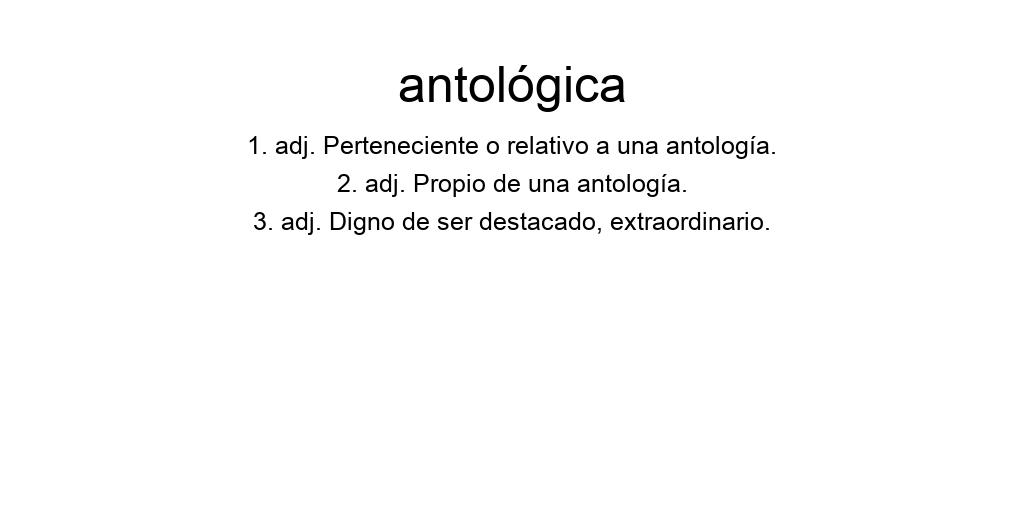 antológica
1. adj. Perteneciente o relativo a una antología.
2. adj. Propio de una antología.
3. adj. Digno de ser destacado, extraordinario.